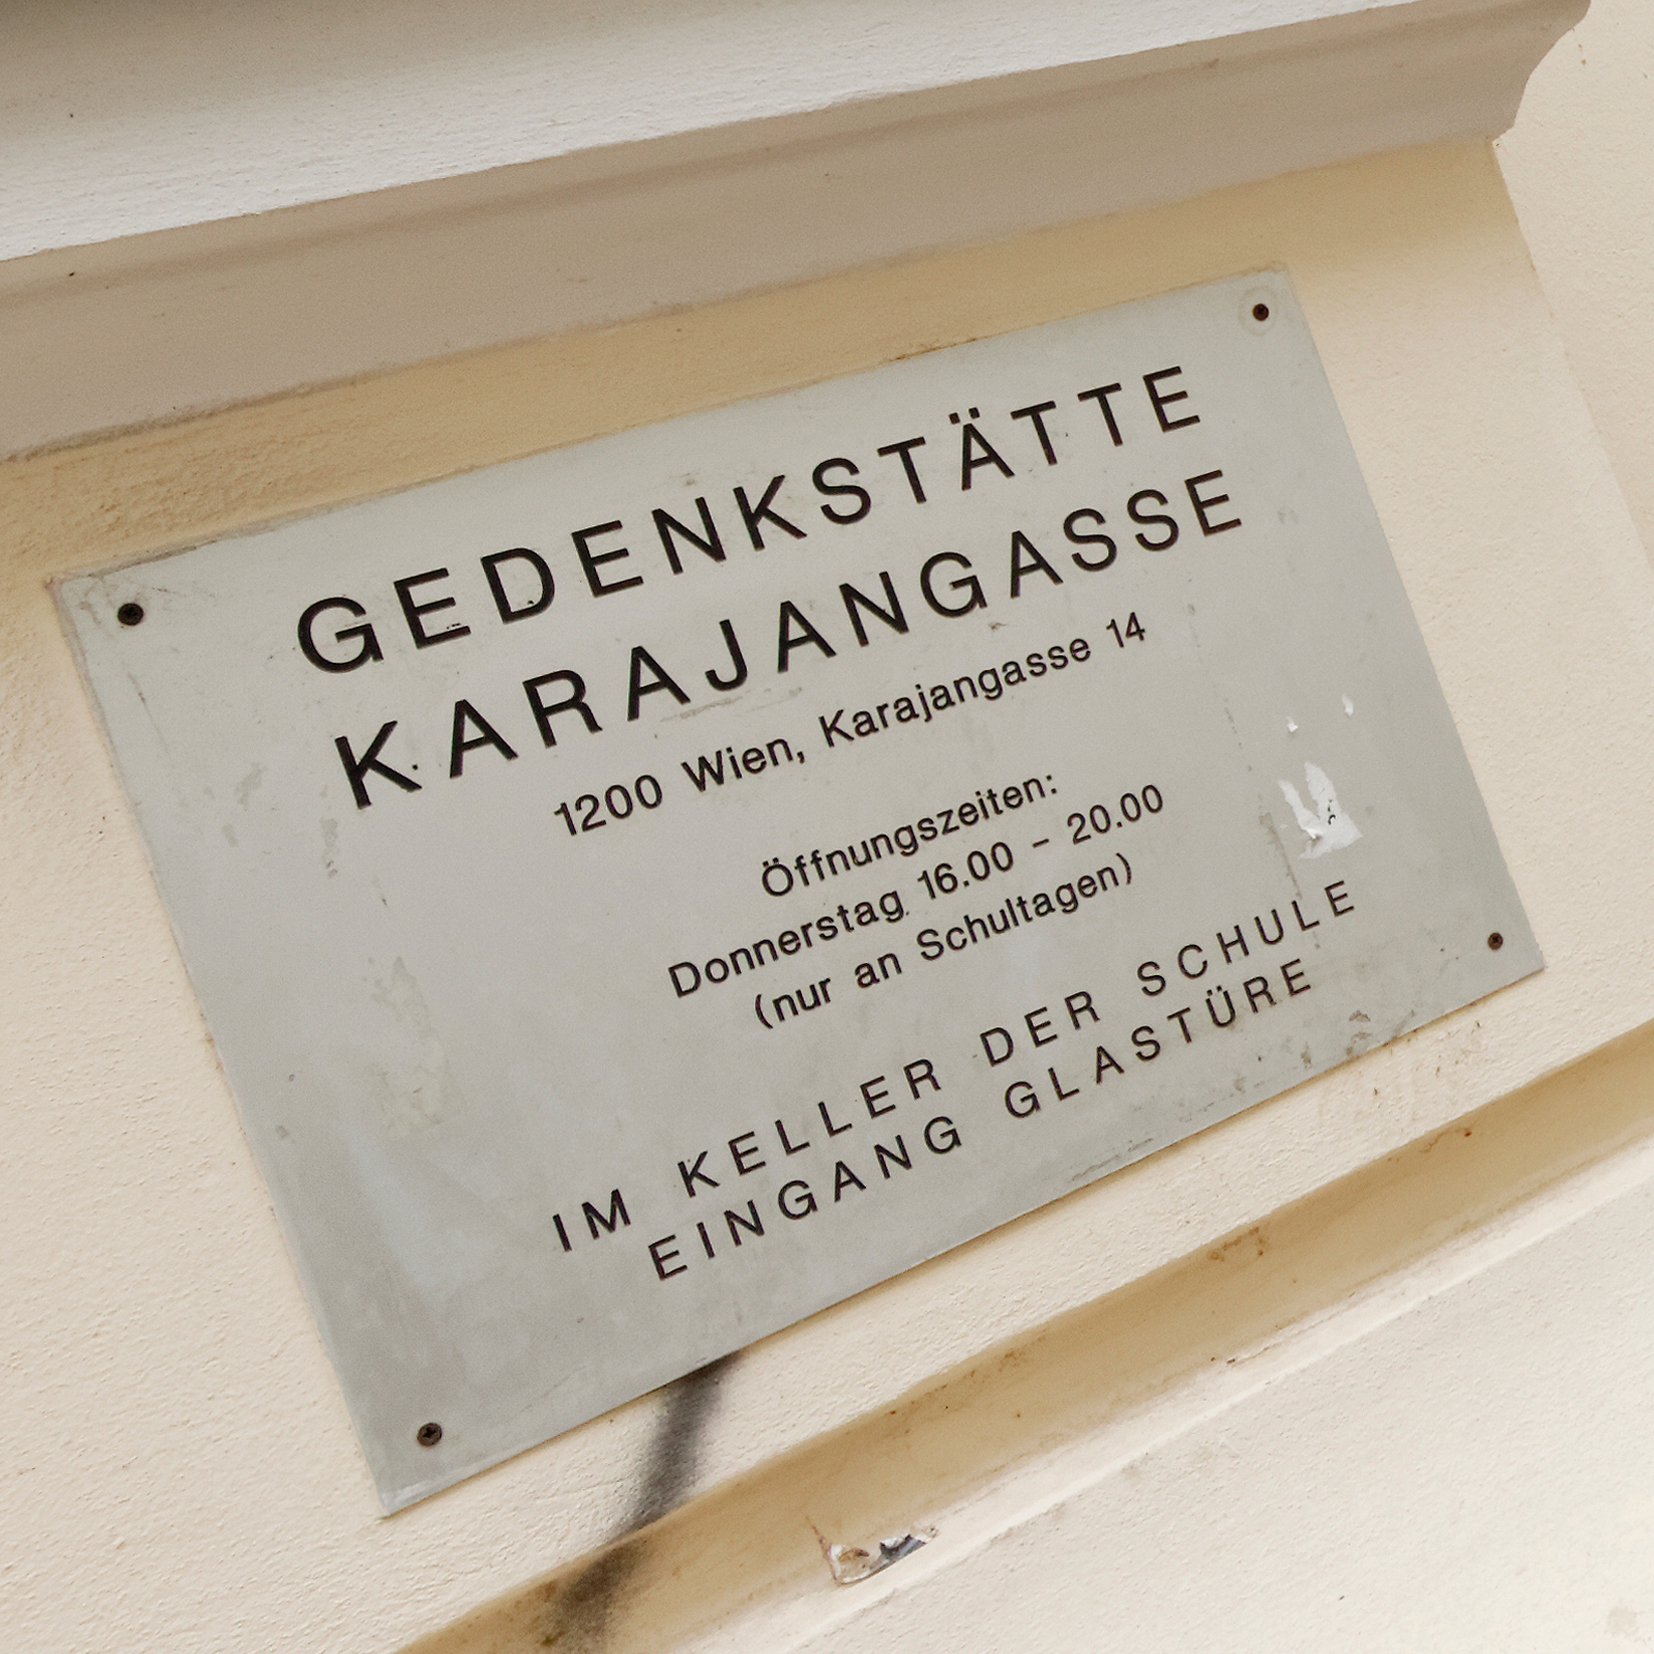 GEDENKSTÄTTE
KARAJANGASSE
1200 Wien, Karajangasse 14
Öffnungszeiten:
Donnerstag 16.00 - 20.00
(nur an Schultagen)
IM KELLER DER SCHULE
EINGANG GLASTÜRE